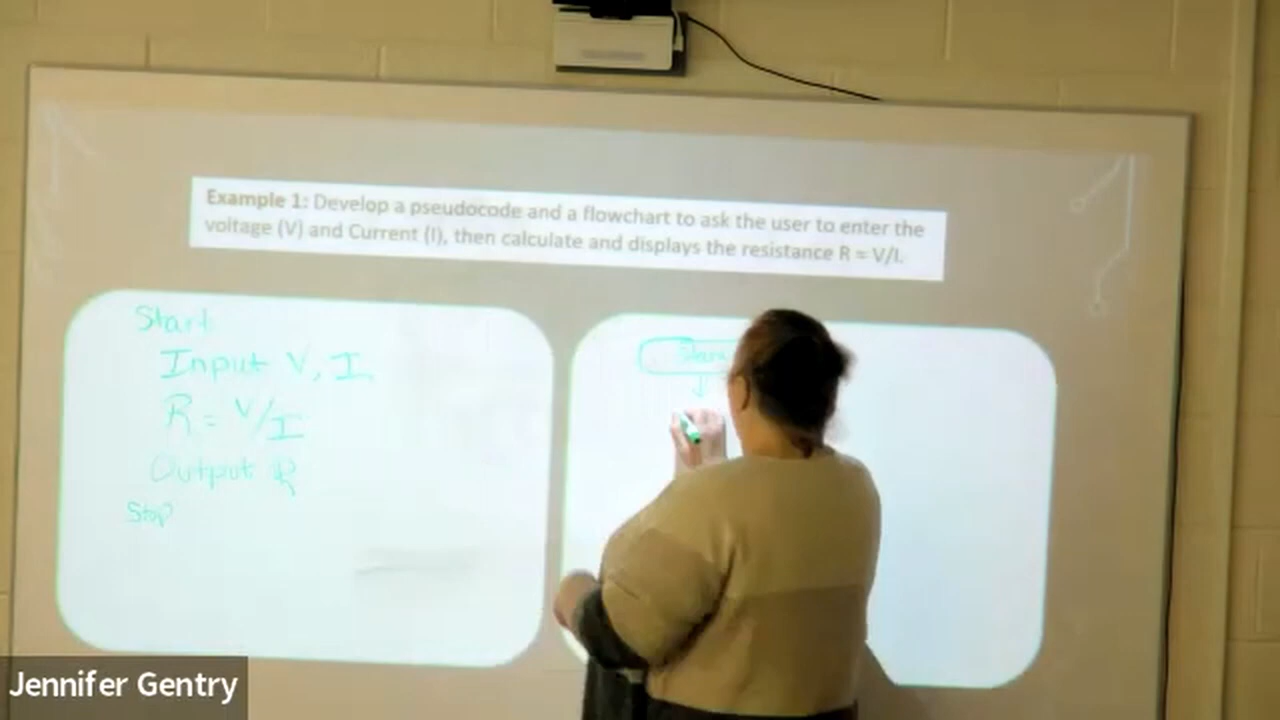 Example 1: Develop a pseudocode and a flowchart to ask the user to enter the
voltage (V) and Current (I), then calculate and displays the resistance R = V/I.
Start
Input V, I
R = V/I
Output R
Stop
Start
Jennifer Gentry